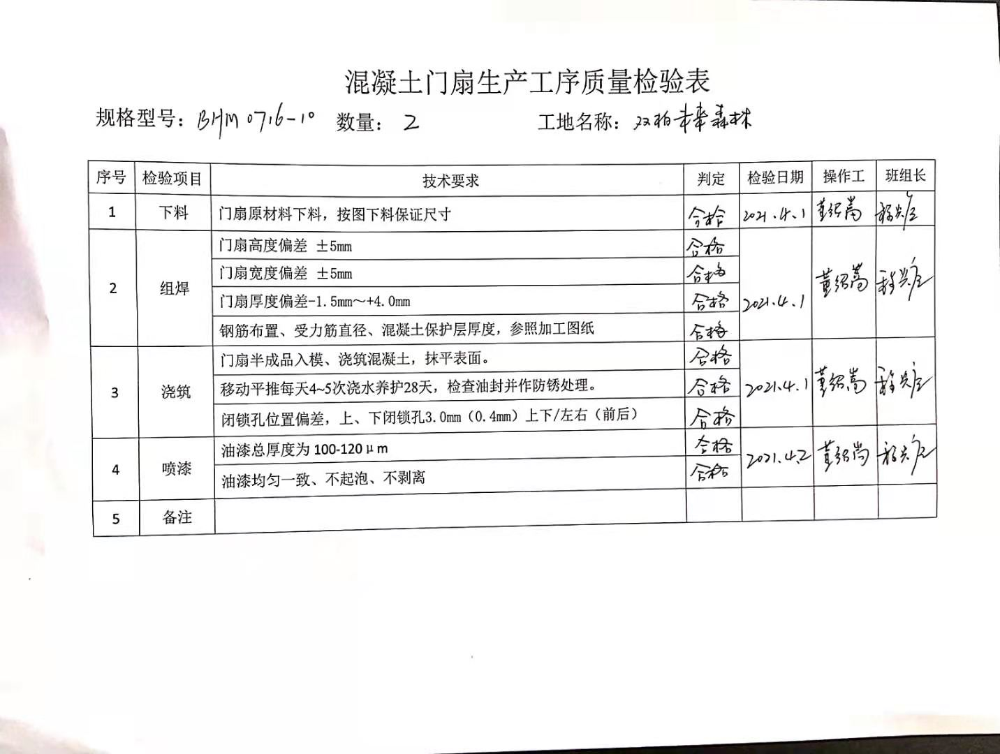 混凝土门扇生产工序质量检验表
规格型号：BHM 0716-10 数量：2 工地名称：双柏未来森林
序号 检验项目 技术要求 判定 检验日期 操作工 班组长
1 下料 门扇原材料下料，按图下料保证尺寸 合格 2021.4.1 黄绍嵩
门扇高度偏差 ±5mm 合格
门扇宽度偏差 ±5mm 合格
2 组焊 2021.4.1 黄绍嵩
门扇厚度偏差-1.5mm～+4.0mm 合格
钢筋布置、受力筋直径、混凝土保护层厚度，参照加工图纸 合格
门扇半成品入模、浇筑混凝土，抹平表面。 合格
3 浇筑 移动平推每天4~5次浇水养护28天，检查油封并作防锈处理。 合格 2021.4.1 黄绍嵩
闭锁孔位置偏差，上、下闭锁孔3.0mm（0.4mm）上下/左右（前后） 合格
油漆总厚度为 100-120μm 合格
4 喷漆 2021.4.2 黄绍嵩
油漆均匀一致、不起泡、不剥离 合格
5 备注